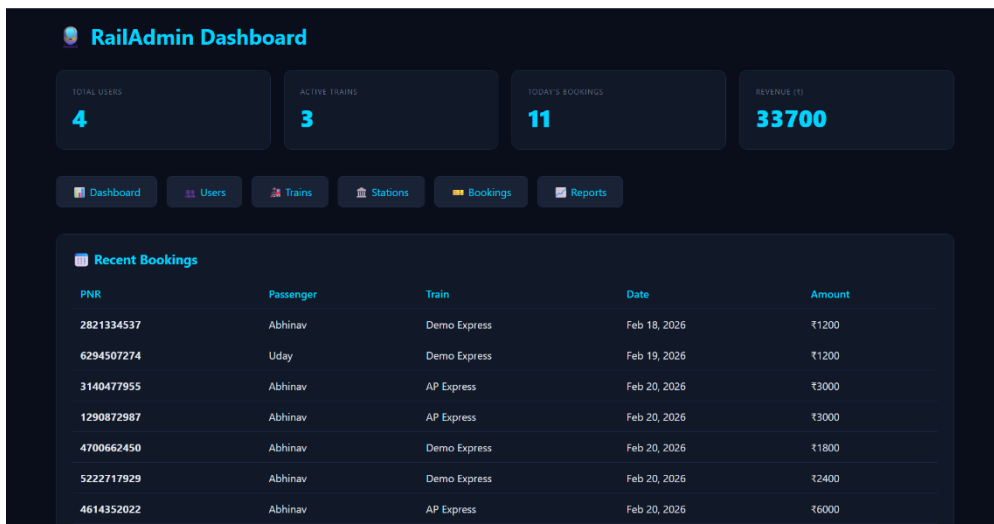 RailAdmin Dashboard
TOTAL USERS
4
ACTIVE TRAINS
3
TODAY'S BOOKINGS
11
REVENUE (₹)
33700
Dashboard
Users
Trains
Stations
Bookings
Reports
Recent Bookings
PNR Passenger Train Date Amount
2821334537 Abhinav Demo Express Feb 18, 2026 ₹1200
6294507274 Uday Demo Express Feb 19, 2026 ₹1200
3140477955 Abhinav AP Express Feb 20, 2026 ₹3000
1290872987 Abhinav AP Express Feb 20, 2026 ₹3000
4700662450 Abhinav Demo Express Feb 20, 2026 ₹1800
5222717929 Abhinav Demo Express Feb 20, 2026 ₹2400
4614352022 Abhinav AP Express Feb 20, 2026 ₹6000